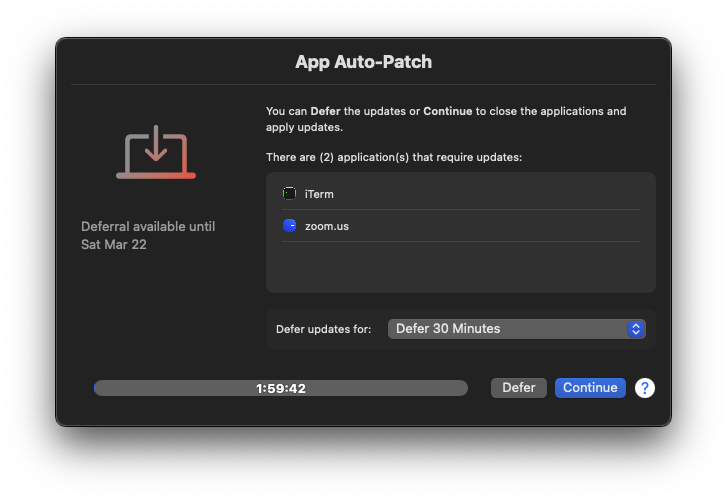 App Auto-Patch
You can Defer the updates or Continue to close the applications and
apply updates.
There are (2) application(s) that require updates:
iTerm
zoom.us
Deferral available until
Sat Mar 22
Defer updates for:
Defer 30 Minutes
1:59:42
Defer
Continue
?